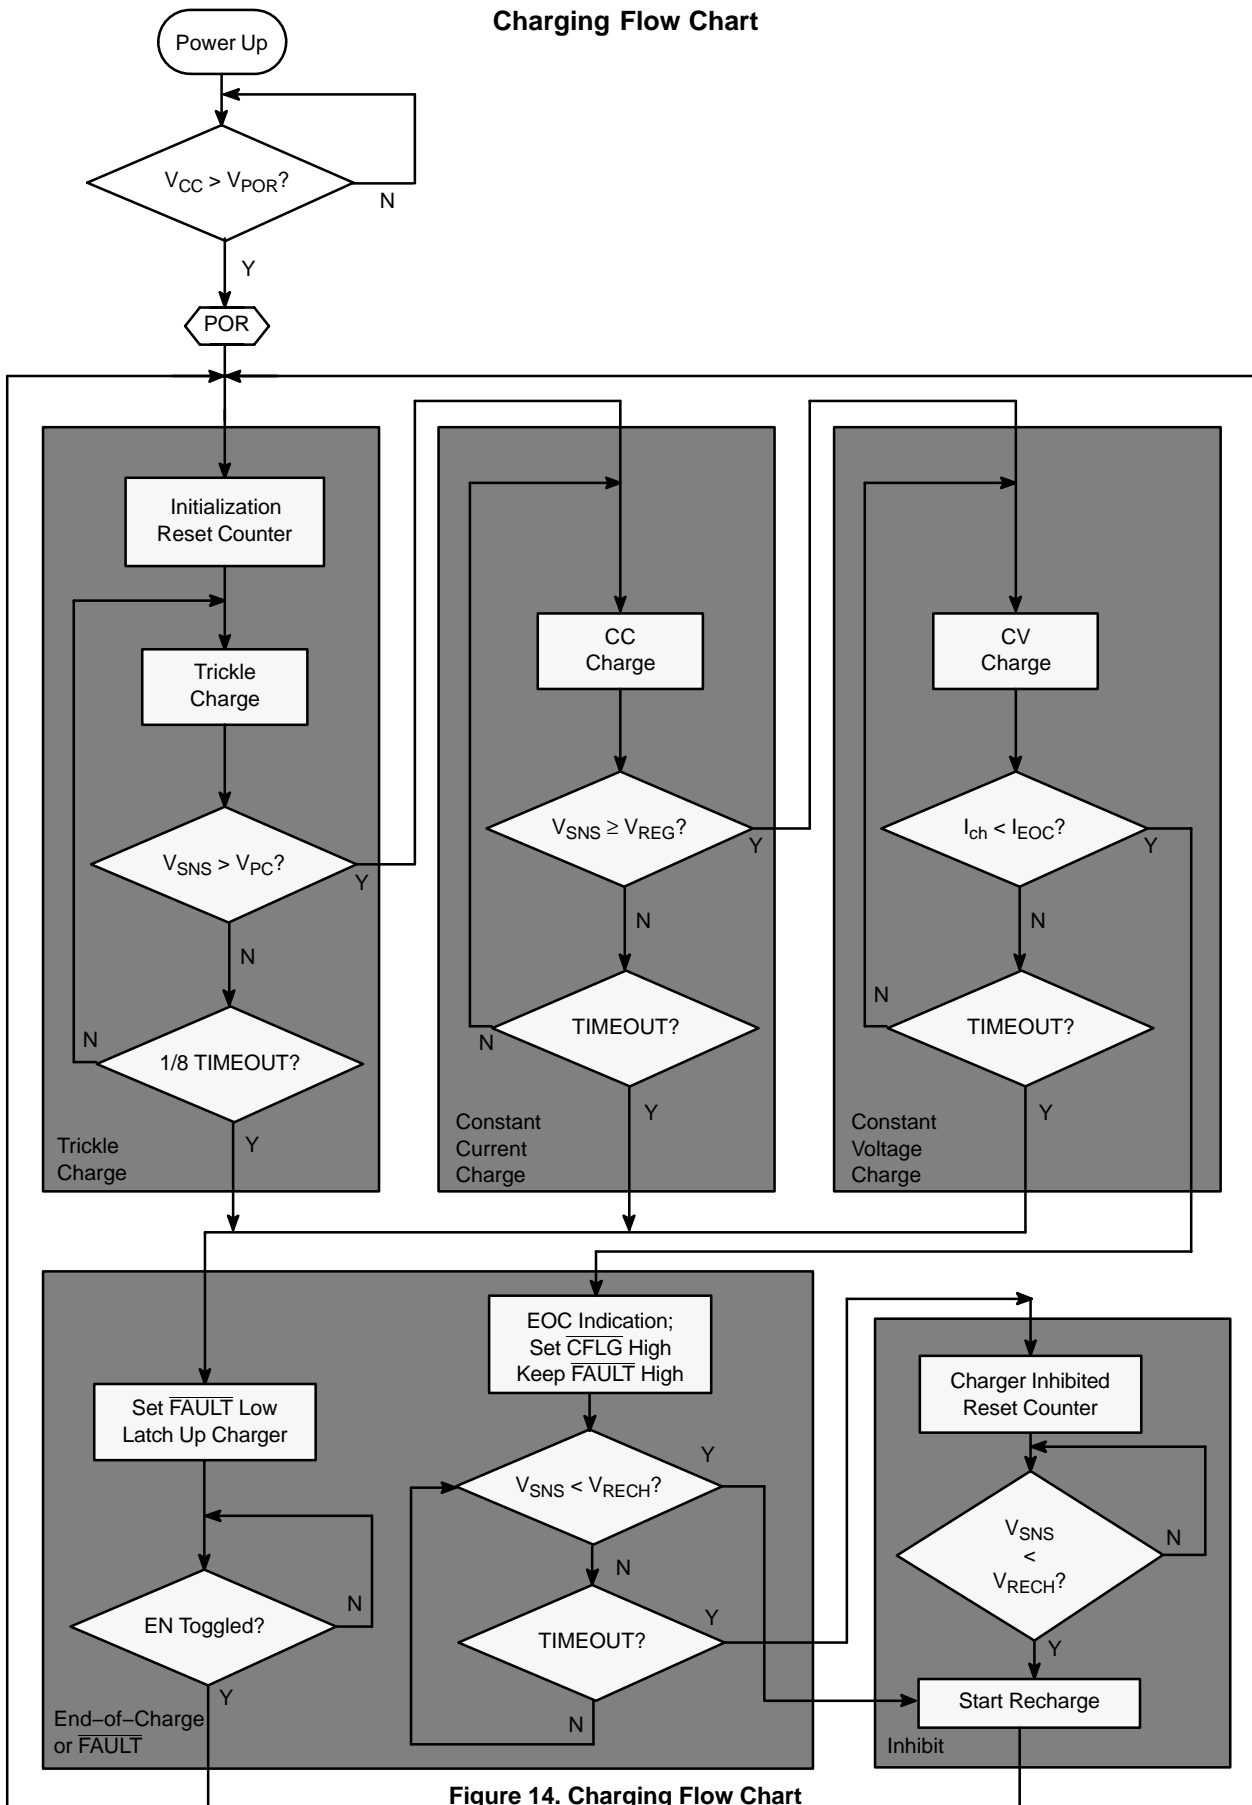 Charging Flow Chart
Power Up
VCC > VPOR?
N
Y
POR
Initialization
Reset Counter
Trickle
Charge
VSNS > VPC?
Y
N
1/8 TIMEOUT?
N
Y
Trickle
Charge
CC
Charge
VSNS ≥ VREG?
Y
N
TIMEOUT?
N
Y
Constant
Current
Charge
CV
Charge
Ich < IEOC?
Y
N
TIMEOUT?
N
Y
Constant
Voltage
Charge
Set FAULT Low
Latch Up Charger
EN Toggled?
N
Y
End−of−Charge
or FAULT
EOC Indication;
Set CFLG High
Keep FAULT High
VSNS < VRECH?
Y
N
TIMEOUT?
Y
N
Charger Inhibited
Reset Counter
VSNS
<
VRECH?
N
Y
Start Recharge
Inhibit
Figure 14. Charging Flow Chart